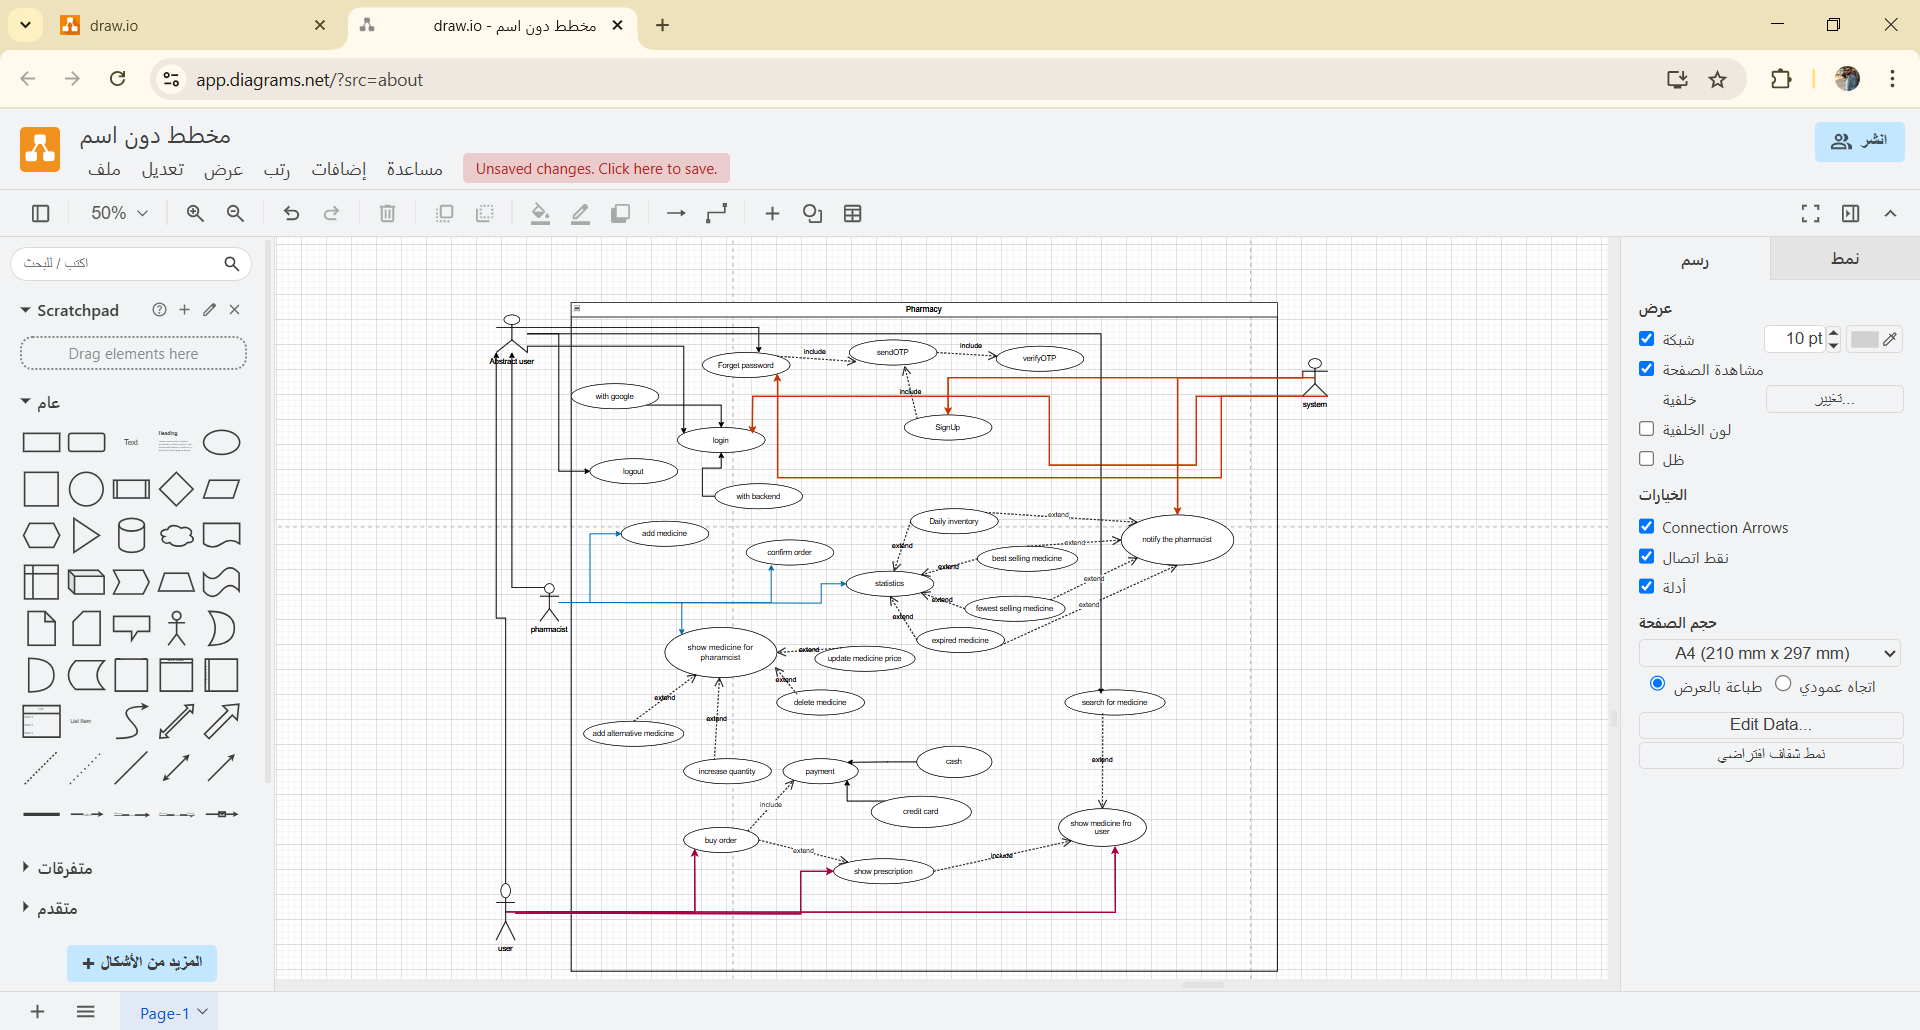 draw.io
مخطط دون اسم - draw.io
app.diagrams.net/?src=about
مخطط دون اسم
ملف تعديل عرض رتب إضافات مساعدة
Unsaved changes. Click here to save.
انشر
50%
اكتب / للبحث
Scratchpad
Drag elements here
عام
Text
Heading
List Item
متفرقات
متقدم
+ المزيد من الأشكال
Page-1
Pharmacy
Abstract user
Forget password
include
sendOTP
include
verifyOTP
system
with google
include
SignUp
login
logout
with backend
add medicine
confirm order
Daily inventory
extend
notify the pharmacist
extend
best selling medicine
extend
extend
statistics
extend
extend
fewest selling medicine
extend
extend
expired medicine
pharmacist
show medicine for
pharamcist
extend
update medicine price
extend
delete medicine
extend
extend
add alternative medicine
increase quantity
search for medicine
extend
payment
cash
credit card
include
buy order
extend
show prescription
include
show medicine fro
user
user
رسم
نمط
عرض
شبكة
10 pt
مشاهدة الصفحة
خلفية
تغيير...
لون الخلفية
ظل
الخيارات
Connection Arrows
نقط اتصال
أدلة
حجم الصفحة
A4 (210 mm x 297 mm)
طباعة بالعرض
اتجاه عمودي
Edit Data...
نمط شفاف افتراضي